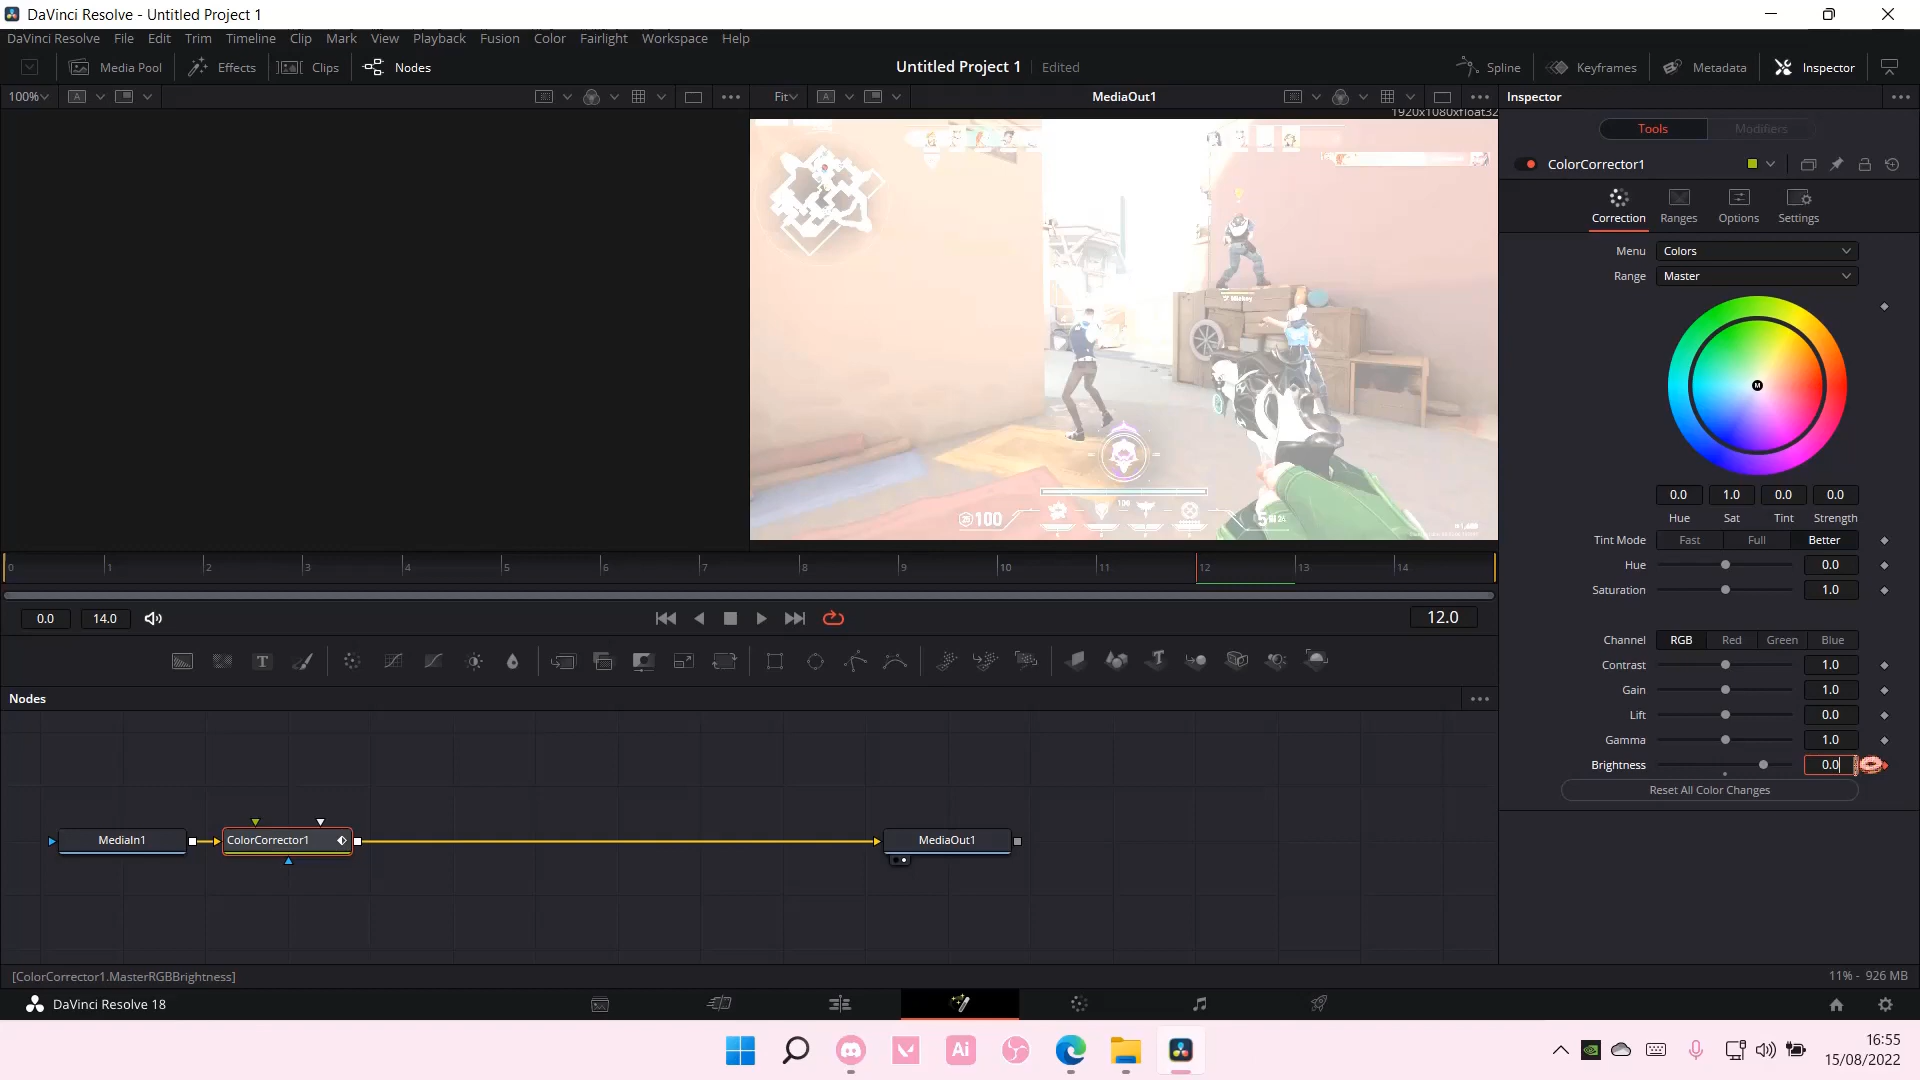 DaVinci Resolve - Untitled Project 1
DaVinci Resolve File Edit Trim Timeline Clip Mark View Playback Fusion Color Fairlight Workspace Help
Media Pool Effects Clips Nodes Untitled Project 1 Edited Spline Keyframes Metadata Inspector
100% A Fit A MediaOut1 Inspector
1920x1080xfloat32
Tools Modifiers
ColorCorrector1
Correction Ranges Options Settings
Menu Colors
Range Master
M
Mickey
100
100
5
0.0 1.0 0.0 0.0
Hue Sat Tint Strength
Tint Mode Fast Full Better
Hue 0.0
Saturation 1.0
0 1 2 3 4 5 6 7 8 9 10 11 12 13 14
0.0 14.0 12.0
Channel RGB Red Green Blue
Contrast 1.0
Gain 1.0
Lift 0.0
Gamma 1.0
Brightness 0.0
Reset All Color Changes
T T
Nodes
MediaIn1 ColorCorrector1 MediaOut1
[ColorCorrector1.MasterRGBBrightness] 11% - 926 MB
DaVinci Resolve 18
Ai
16:55
15/08/2022